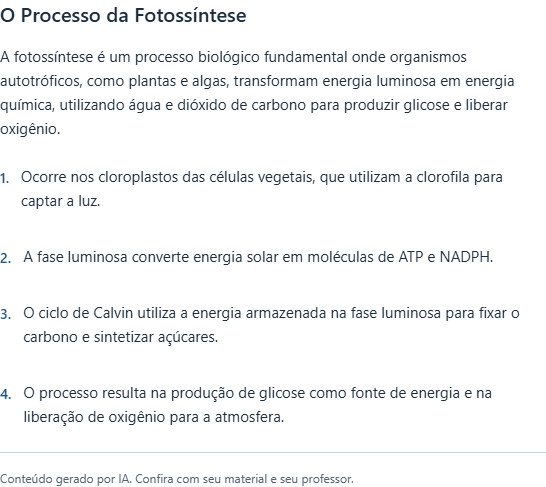 O Processo da Fotossíntese
A fotossíntese é um processo biológico fundamental onde organismos
autotróficos, como plantas e algas, transformam energia luminosa em energia
química, utilizando água e dióxido de carbono para produzir glicose e liberar
oxigênio.
1. Ocorre nos cloroplastos das células vegetais, que utilizam a clorofila para
captar a luz.
2. A fase luminosa converte energia solar em moléculas de ATP e NADPH.
3. O ciclo de Calvin utiliza a energia armazenada na fase luminosa para fixar o
carbono e sintetizar açúcares.
4. O processo resulta na produção de glicose como fonte de energia e na
liberação de oxigênio para a atmosfera.
Conteúdo gerado por IA. Confira com seu material e seu professor.